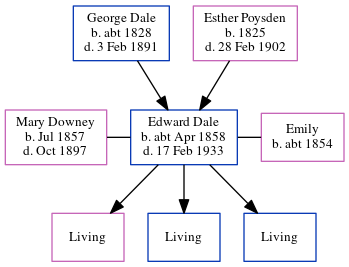 George Dale
b. abt 1828
d. 3 Feb 1891
Esther Poysden
b. 1825
d. 28 Feb 1902
Mary Downey
b. Jul 1857
d. Oct 1897
Edward Dale
b. abt Apr 1858
d. 17 Feb 1933
Emily
b. abt 1854
Living
Living
Living